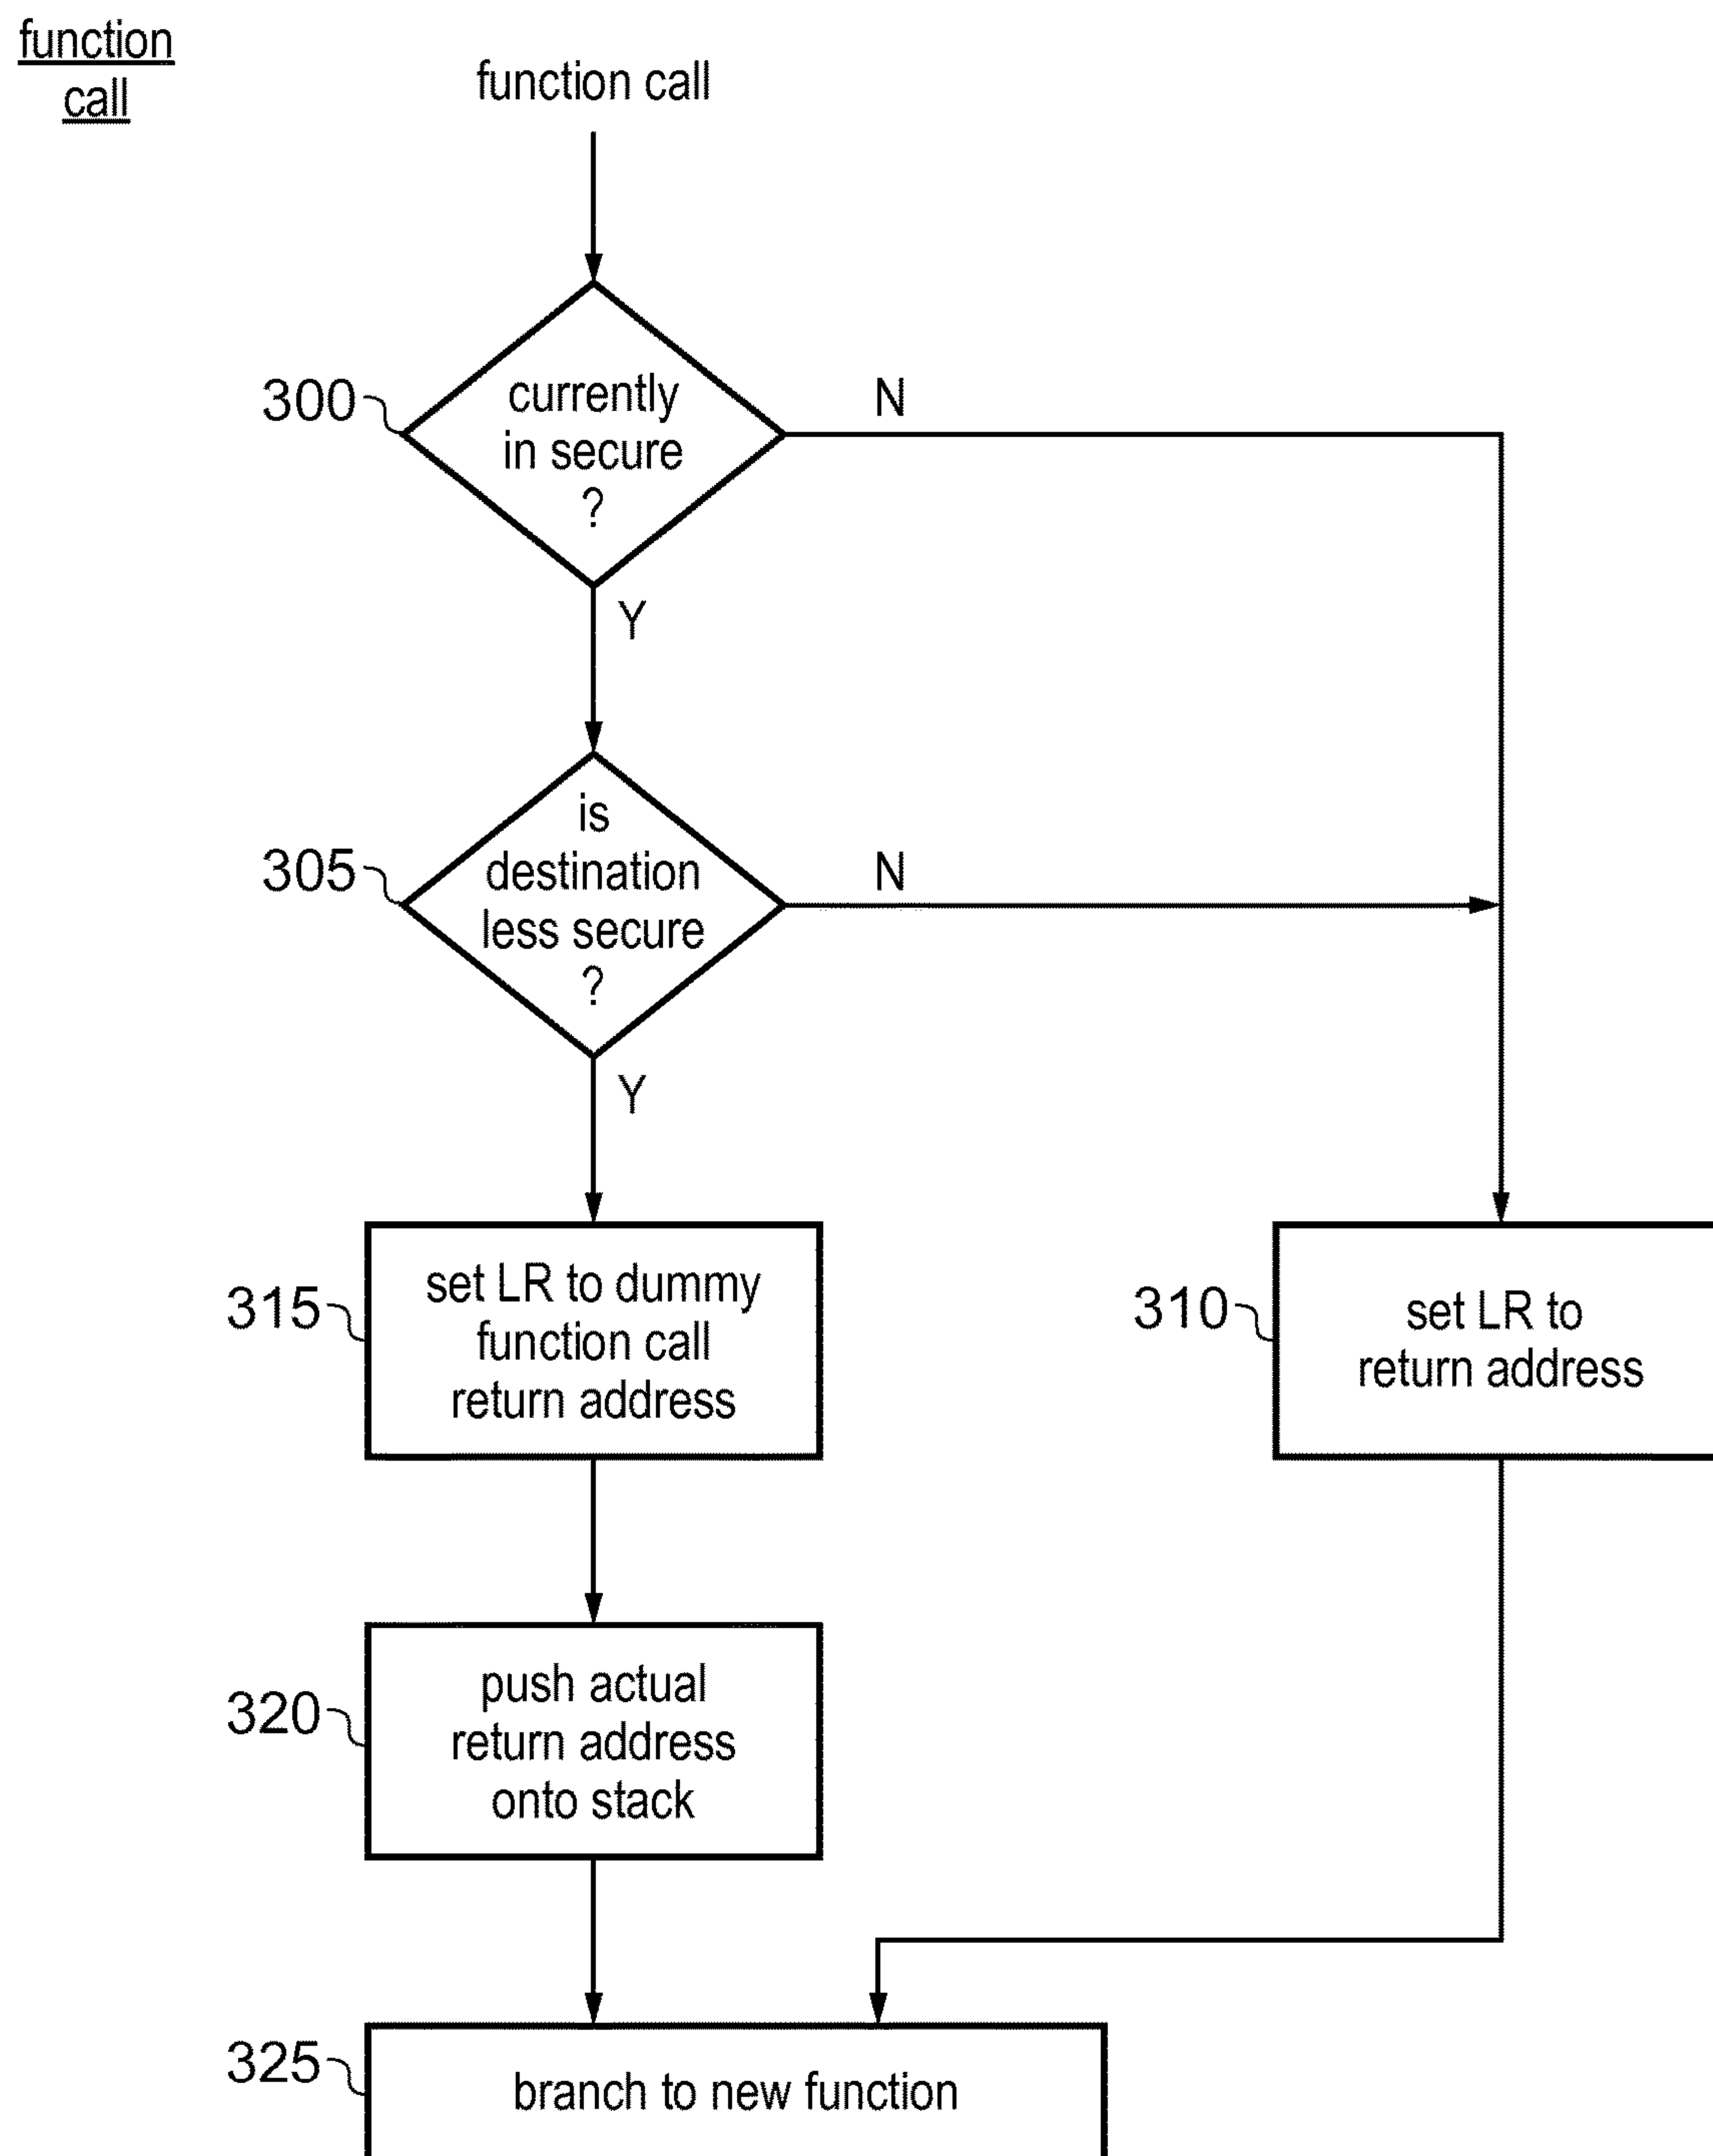 function
call
function call
300
currently
in secure
?
N
Y
305
is
destination
less secure
?
N
Y
315
set LR to dummy
function call
return address
310
set LR to
return address
320
push actual
return address
onto stack
325
branch to new function